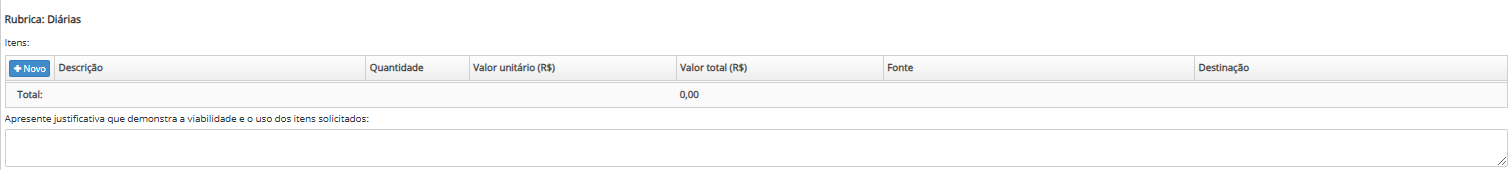 Rubrica: Diárias
Itens:
+ Novo Descrição Quantidade Valor unitário (R$) Valor total (R$) Fonte Destinação
Total: 0,00
Apresente justificativa que demonstra a viabilidade e o uso dos itens solicitados: